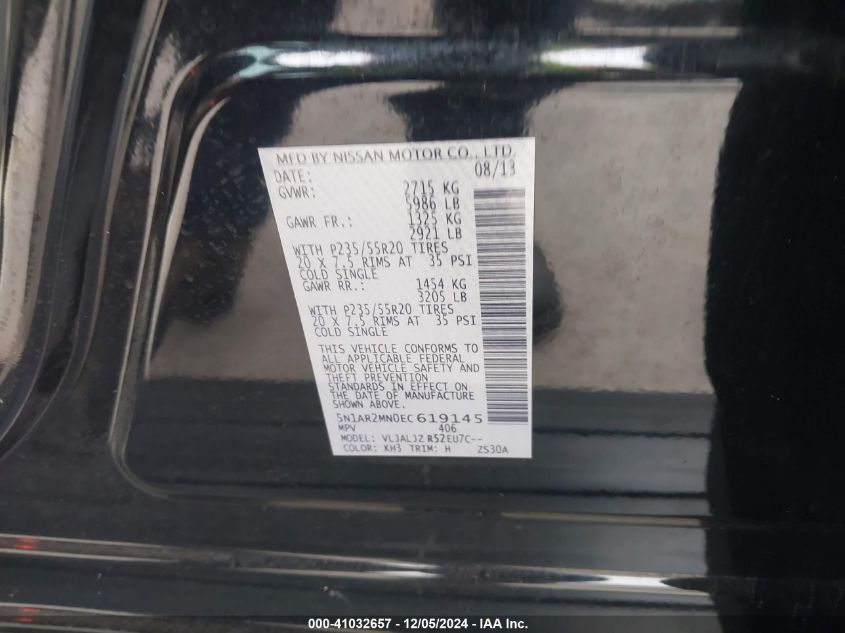 MFD BY NISSAN MOTOR CO., LTD.
DATE: 08/13
GVWR: 2715 KG
5986 LB
GAWR FR.: 1325 KG
2921 LB
WITH P235/55R20 TIRES
20 X 7.5 RIMS AT 35 PSI
COLD SINGLE
GAWR RR.: 1454 KG
3205 LB
WITH P235/55R20 TIRES
20 X 7.5 RIMS AT 35 PSI
COLD SINGLE
THIS VEHICLE CONFORMS TO
ALL APPLICABLE FEDERAL
MOTOR VEHICLE SAFETY AND
THEFT PREVENTION
STANDARDS IN EFFECT ON
THE DATE OF MANUFACTURE
SHOWN ABOVE.
5N1AR2MN0EC619145
MPV 406
MODEL: VLJALJZ R52EU7C--
COLOR: KH3 TRIM: H ZS30A
000-41032657 - 12/05/2024 - IAA Inc.